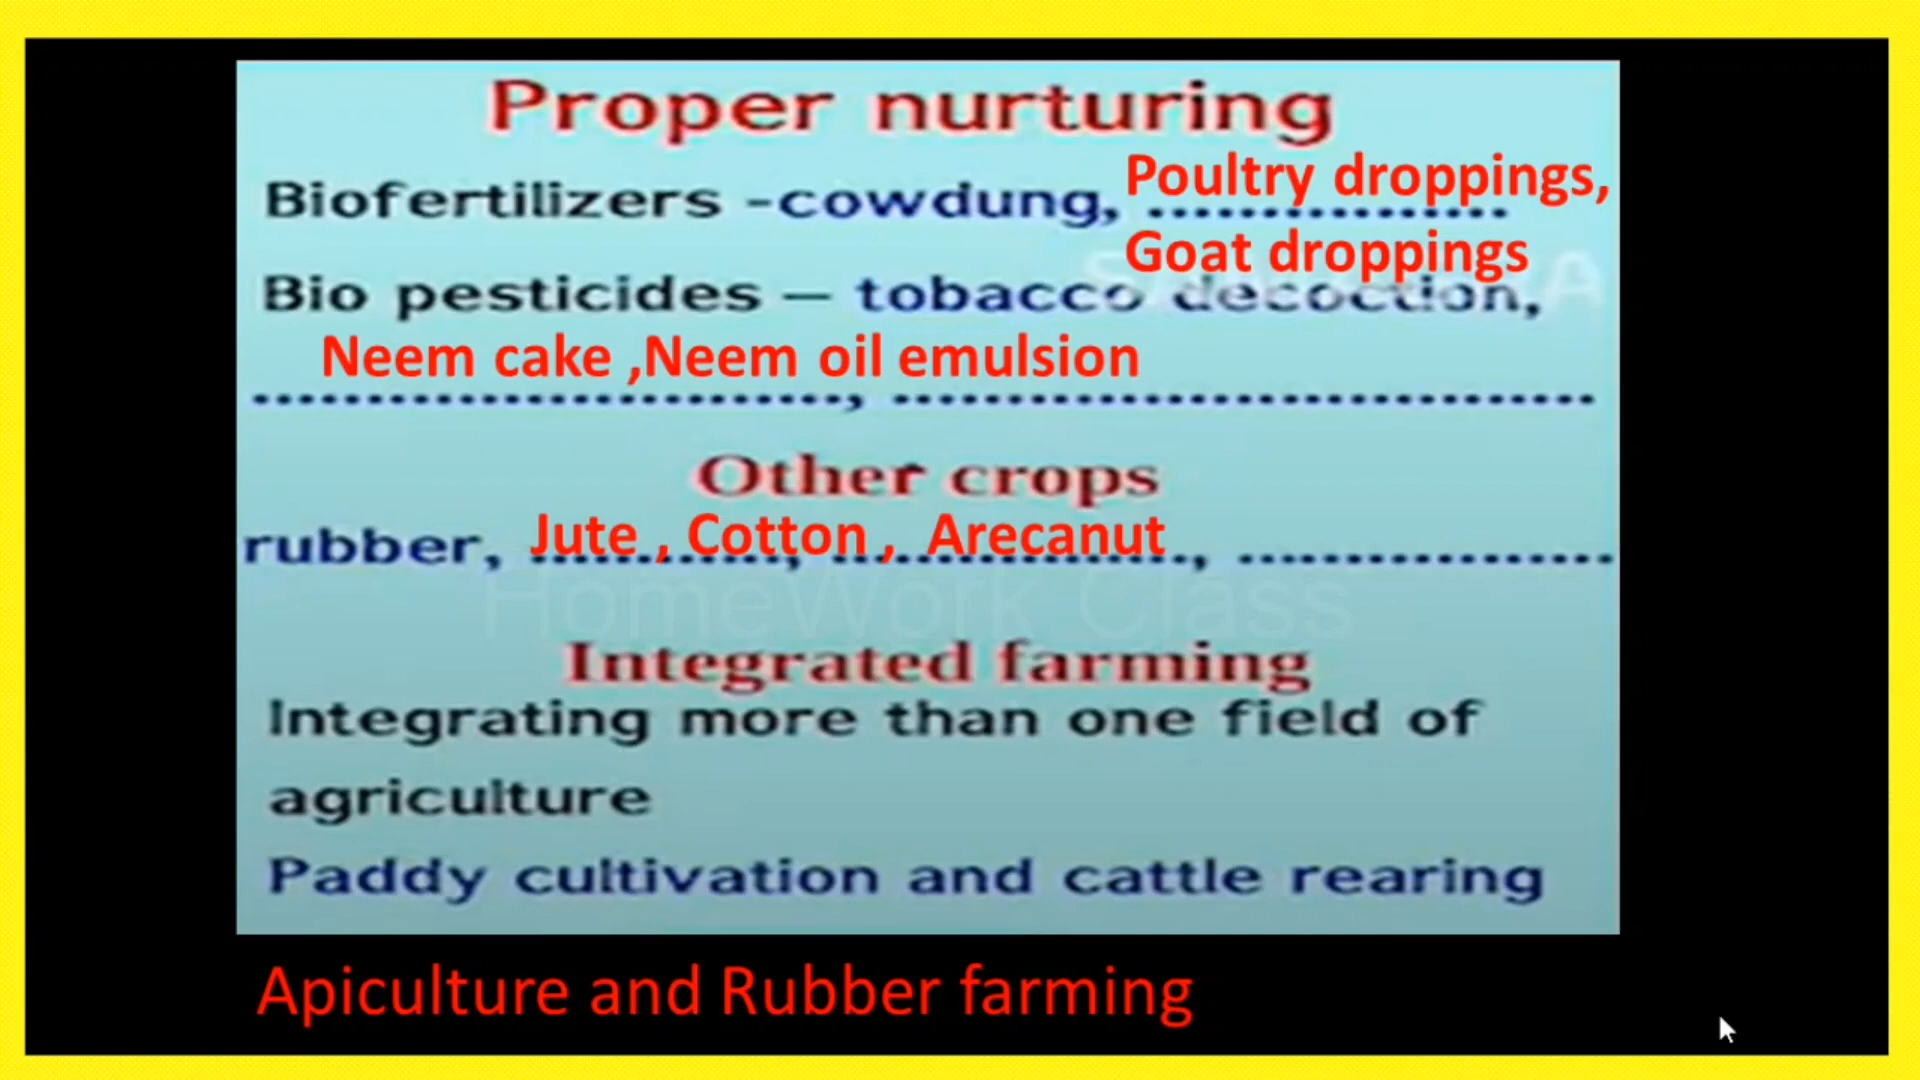 Proper nurturing
Biofertilizers -cowdung, Poultry droppings,
Goat droppings
Bio pesticides – tobacco decoction,
Neem cake ,Neem oil emulsion
.........................., ...............................
Other crops
rubber, Jute , Cotton , Arecanut
HomeWork Class
Integrated farming
Integrating more than one field of
agriculture
Paddy cultivation and cattle rearing
Apiculture and Rubber farming